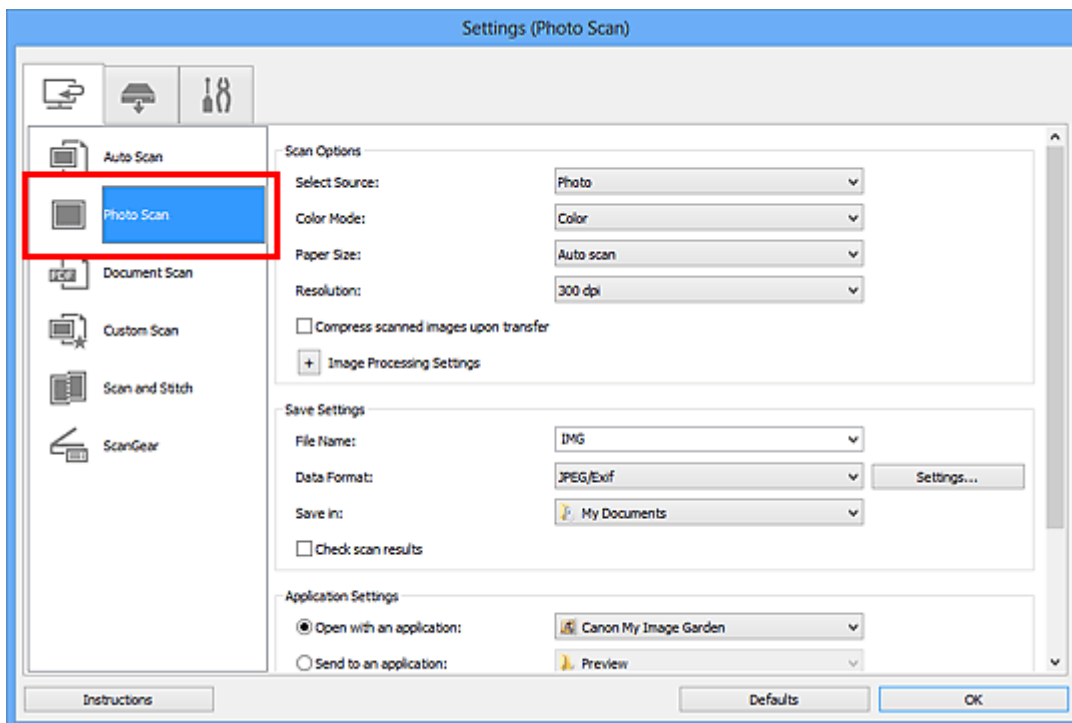 Settings (Photo Scan)
Auto Scan
Photo Scan
Document Scan
Custom Scan
Scan and Stitch
ScanGear
Scan Options
Select Source: Photo
Color Mode: Color
Paper Size: Auto scan
Resolution: 300 dpi
Compress scanned images upon transfer
+ Image Processing Settings
Save Settings
File Name: IMG
Data Format: JPEG/Exif Settings...
Save in: My Documents
Check scan results
Application Settings
Open with an application: Canon My Image Garden
Send to an application: Preview
Instructions Defaults OK